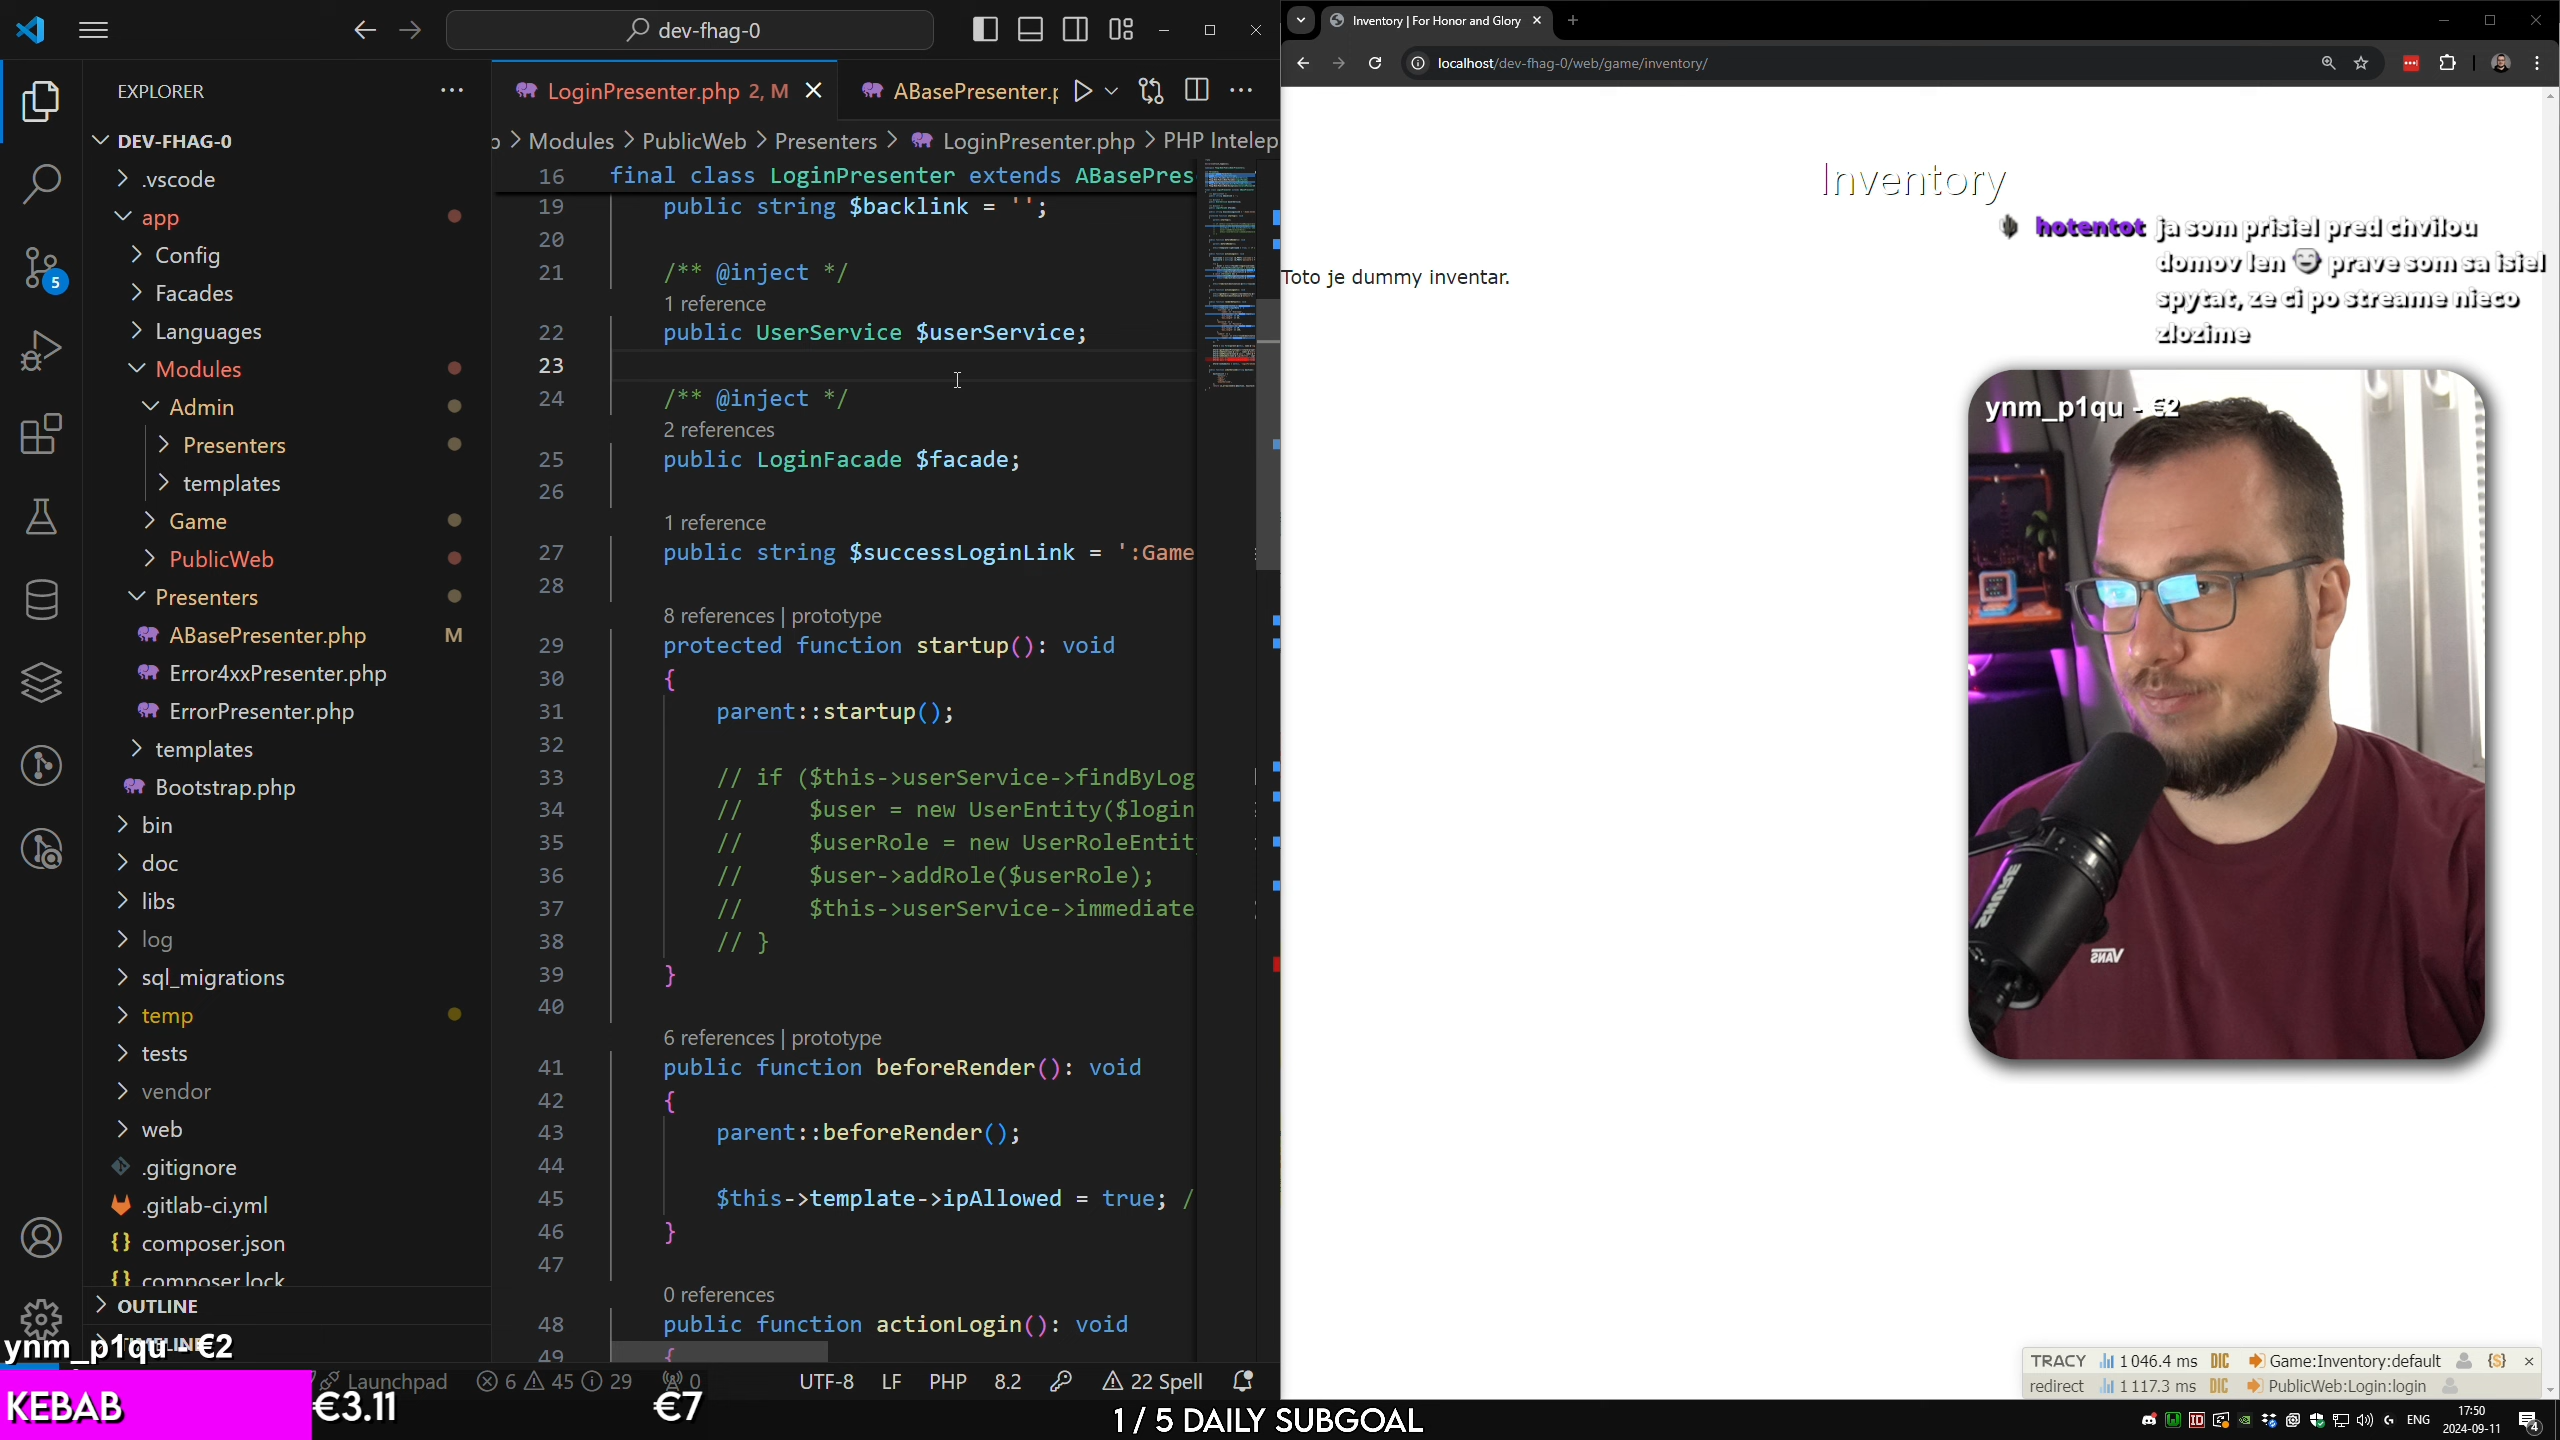 dev-fhag-0
EXPLORER
DEV-FHAG-0
.vscode
app
Config
Facades
Languages
Modules
Admin
Presenters
templates
Game
PublicWeb
Presenters
ABasePresenter.php M
Error4xxPresenter.php
ErrorPresenter.php
templates
Bootstrap.php
bin
doc
libs
log
sql_migrations
temp
tests
vendor
web
.gitignore
.gitlab-ci.yml
composer.json
composer.lock
OUTLINE
5
LoginPresenter.php 2, M
ABasePresenter.p
Modules > PublicWeb > Presenters > LoginPresenter.php > PHP Intelep
16 final class LoginPresenter extends ABasePres
19 public string $backlink = '';
20
21 /** @inject */
1 reference
22 public UserService $userService;
23
24 /** @inject */
2 references
25 public LoginFacade $facade;
26
1 reference
27 public string $successLoginLink = ':Game
28
8 references | prototype
29 protected function startup(): void
30 {
31 parent::startup();
32
33 // if ($this->userService->findByLog
34 // $user = new UserEntity($login
35 // $userRole = new UserRoleEntit
36 // $user->addRole($userRole);
37 // $this->userService->immediate
38 // }
39 }
40
6 references | prototype
41 public function beforeRender(): void
42 {
43 parent::beforeRender();
44
45 $this->template->ipAllowed = true; /
46 }
47
0 references
48 public function actionLogin(): void
49 {
Launchpad 6 45 29 0 UTF-8 LF PHP 8.2 22 Spell
ynm_p1qu - €2
KEBAB €3.11 €7
1 / 5 DAILY SUBGOAL
Inventory | For Honor and Glory
localhost/dev-fhag-0/web/game/inventory/
Inventory
Toto je dummy inventar.
hotentot ja som prisiel pred chvilou
domov len prave som sa isiel
spytat, ze ci po streame nieco
zlozime
ynm_p1qu - €2
SHURE
VANS
TRACY 1 046.4 ms DIC Game:Inventory:default
redirect 1 117.3 ms DIC PublicWeb:Login:login
ENG
17:50
2024-09-11
4